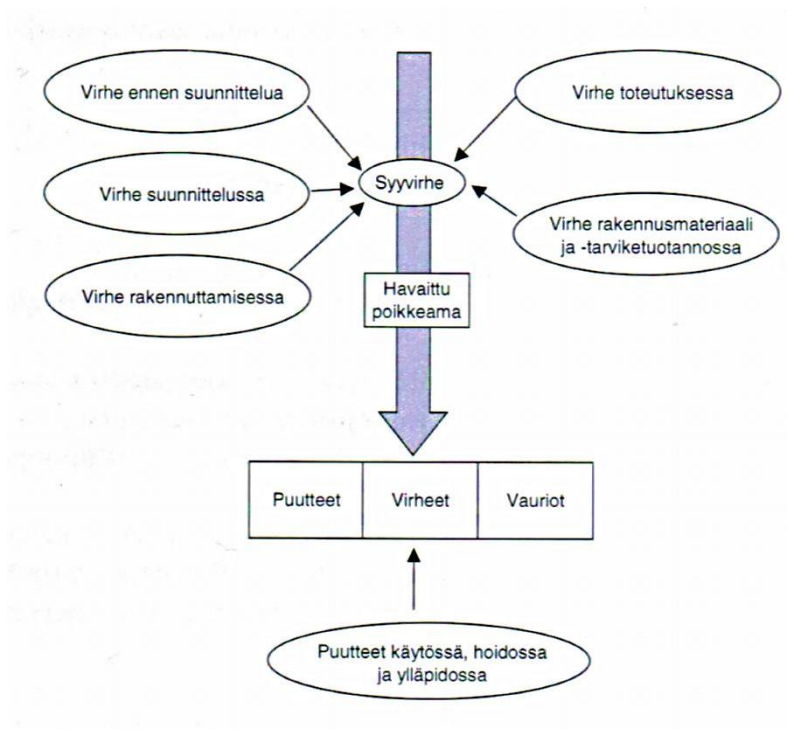 Virhe ennen suunnittelua
Virhe toteutuksessa
Virhe suunnittelussa
Syyvirhe
Virhe rakennusmateriaali
ja -tarviketuotannossa
Virhe rakennuttamisessa
Havaittu
poikkeama
Puutteet
Virheet
Vauriot
Puutteet käytössä, hoidossa
ja ylläpidossa